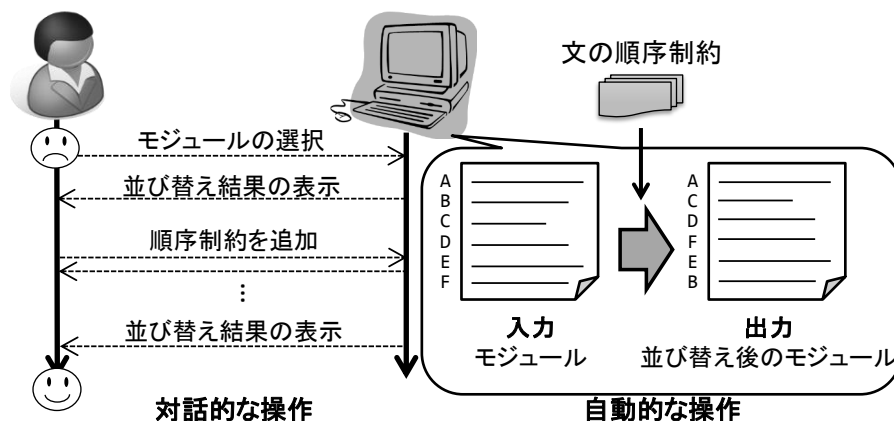 文の順序制約
モジュールの選択
並び替え結果の表示
順序制約を追加
⋮
並び替え結果の表示
対話的な操作
A
B
C
D
E
F
入力
モジュール
A
C
D
F
E
B
出力
並び替え後のモジュール
自動的な操作